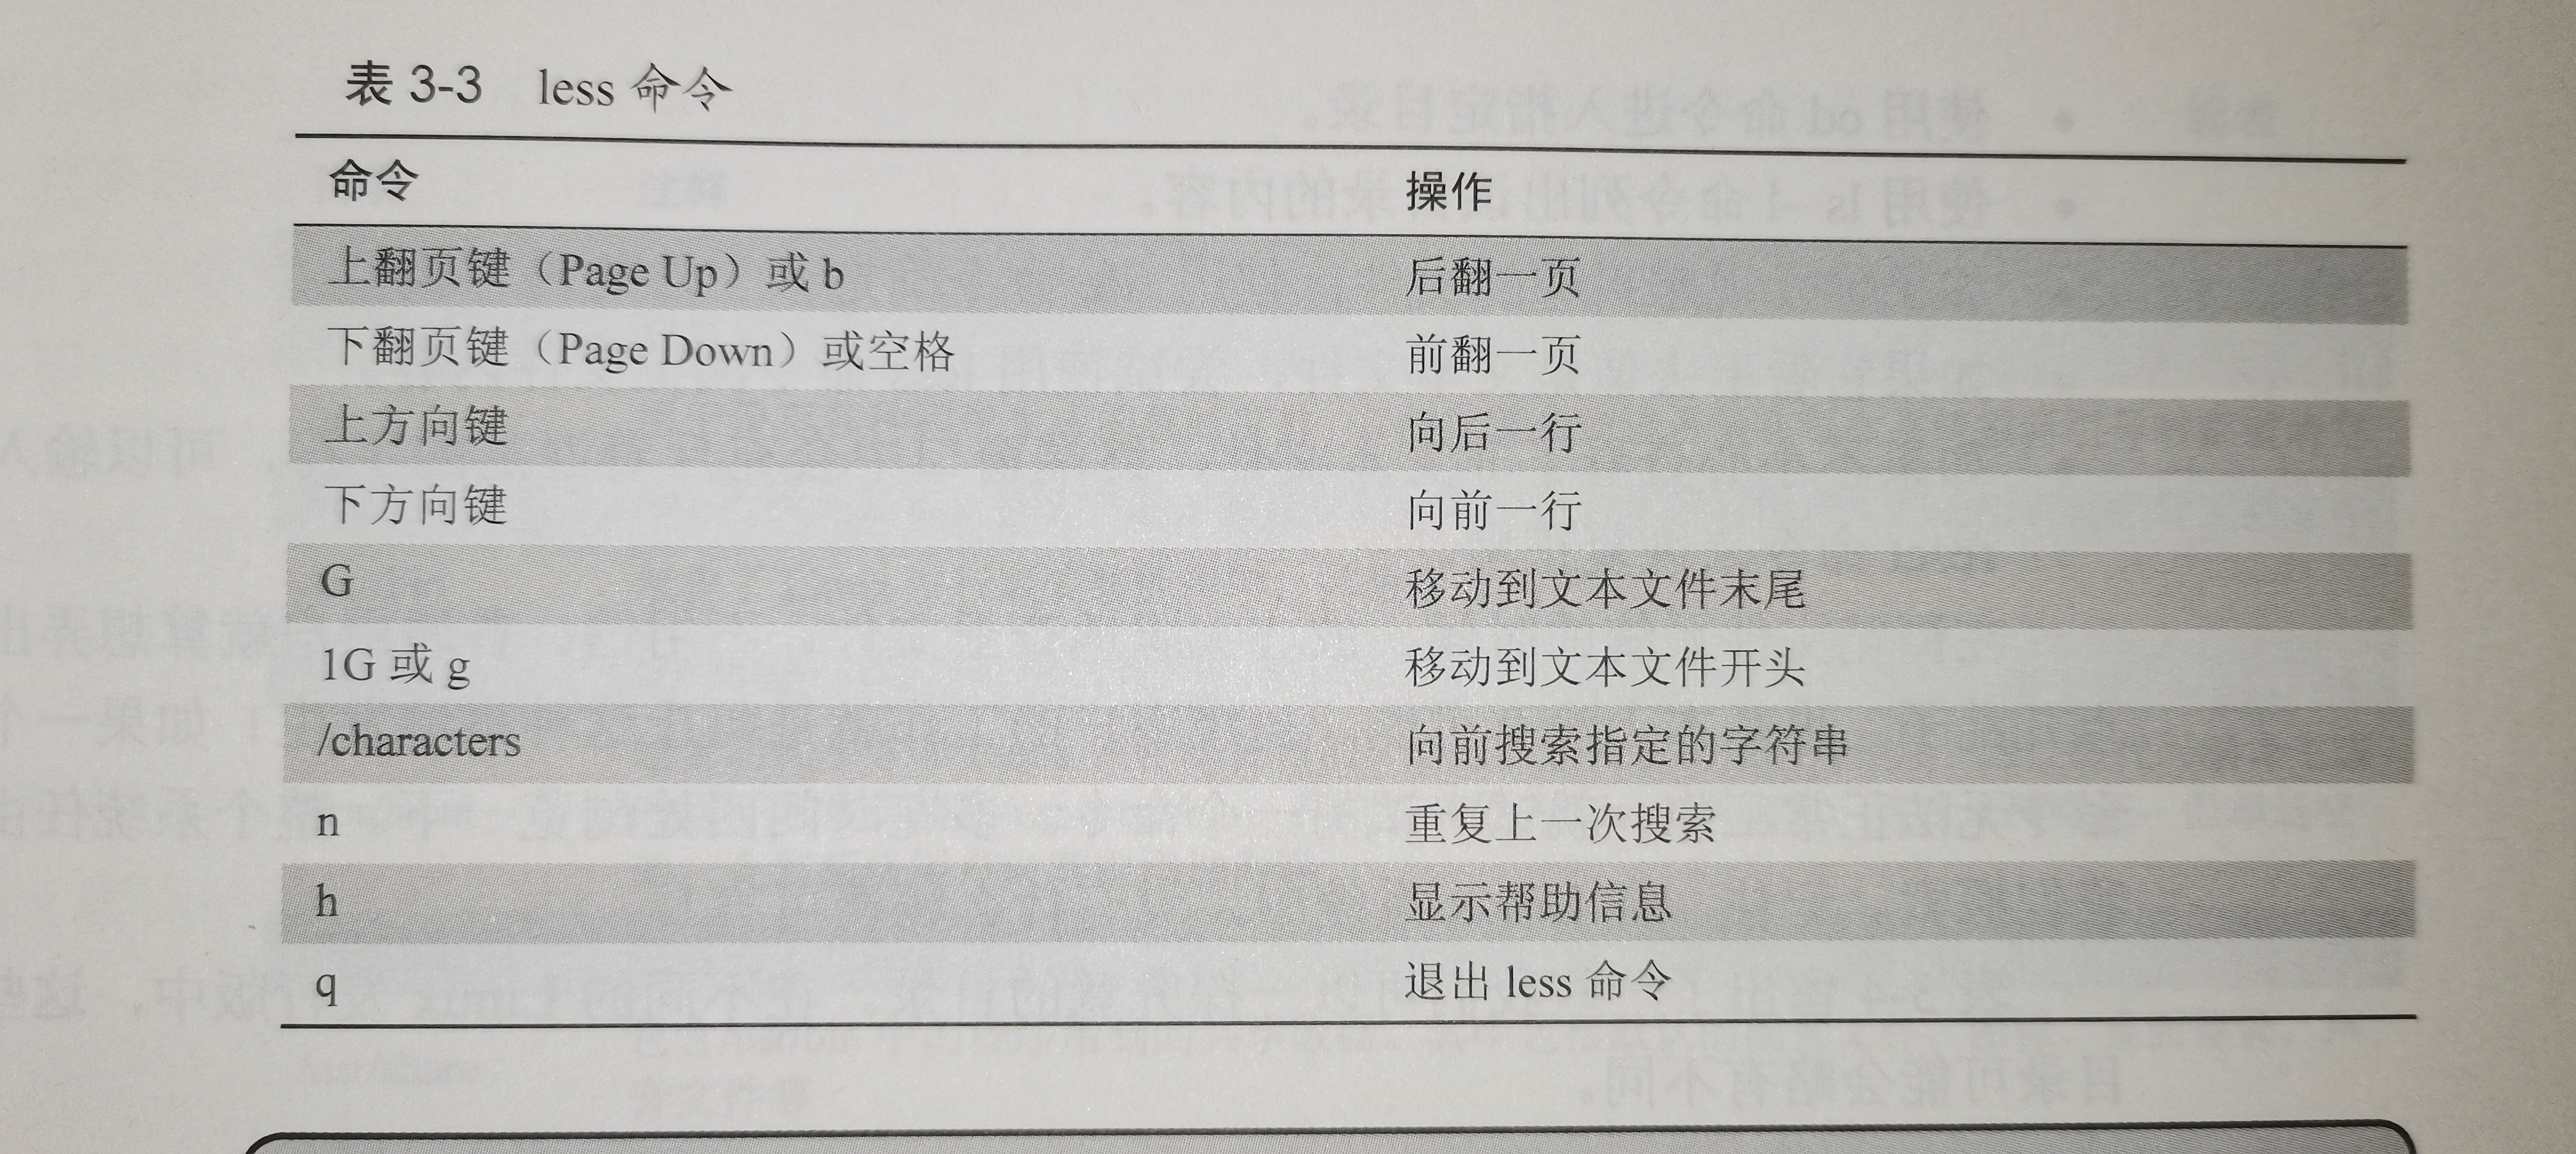 表 3-3 less 命令
命令 操作
上翻页键（Page Up）或 b 后翻一页
下翻页键（Page Down）或空格 前翻一页
上方向键 向后一行
下方向键 向前一行
G 移动到文本文件末尾
1G 或 g 移动到文本文件开头
/characters 向前搜索指定的字符串
n 重复上一次搜索
h 显示帮助信息
q 退出 less 命令